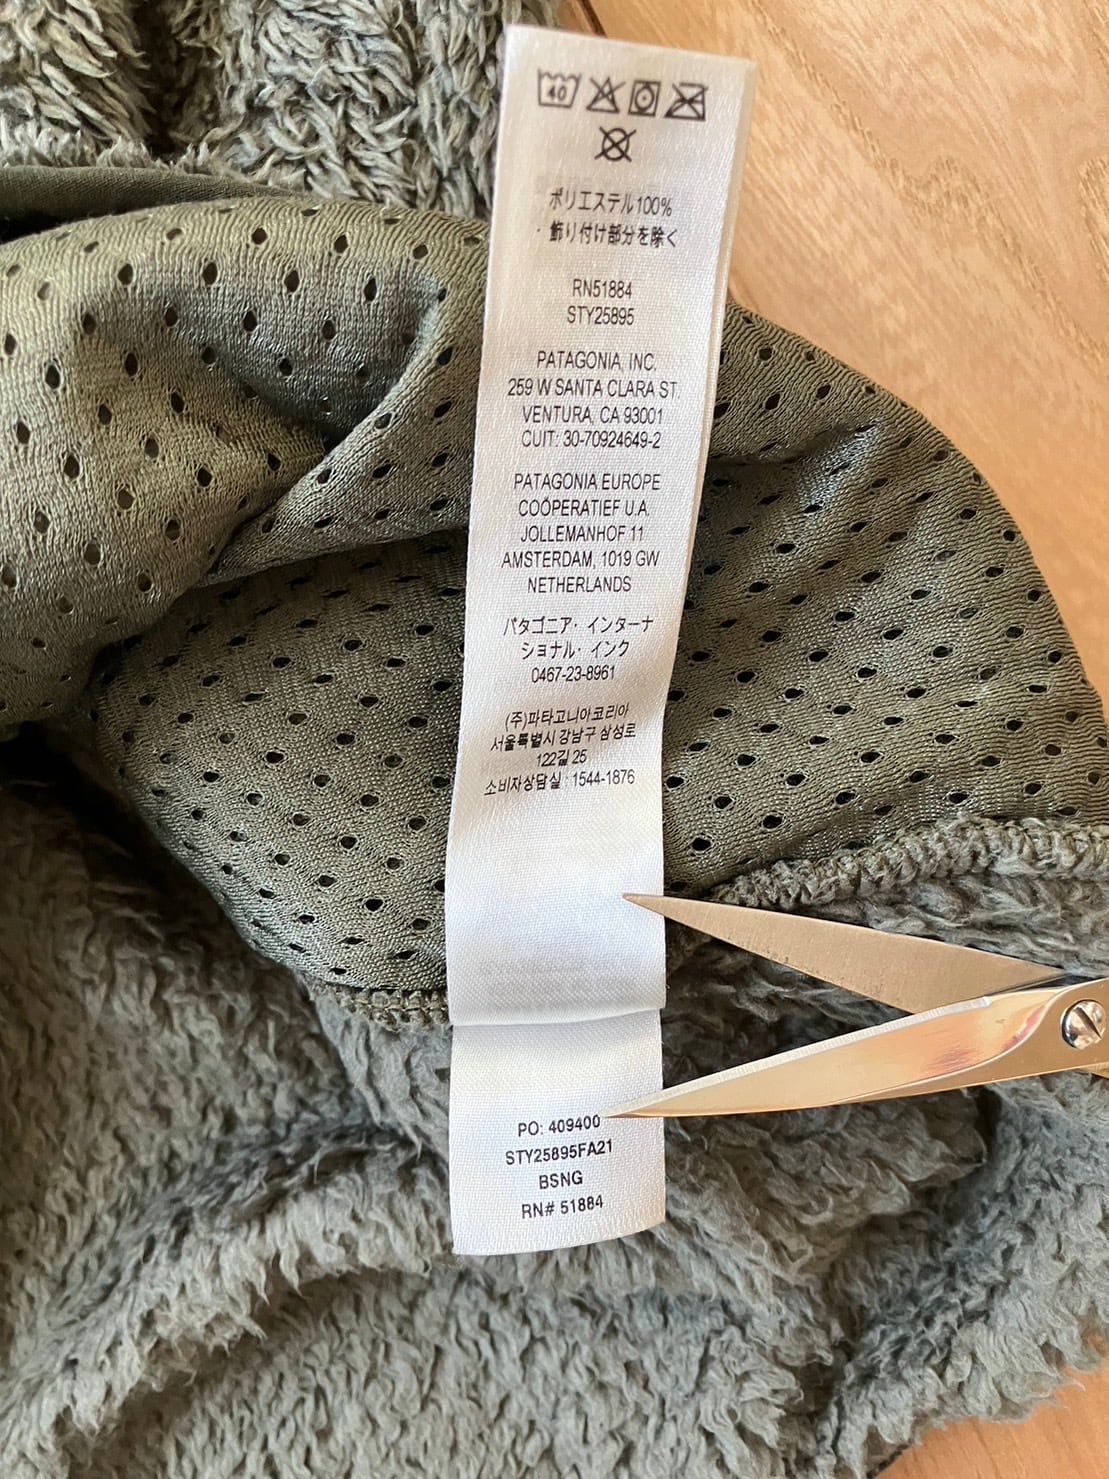 40
ポリエステル100%
・飾り付け部分を除く
RN51884
STY25895
PATAGONIA, INC.
259 W SANTA CLARA ST.
VENTURA, CA 93001
CUIT: 30-70924649-2
PATAGONIA EUROPE
COÖPERATIEF U.A.
JOLLEMANHOF 11
AMSTERDAM, 1019 GW
NETHERLANDS
パタゴニア・インターナ
ショナル・インク
0467-23-8961
(주)파타고니아코리아
서울특별시 강남구 삼성로
122길 25
소비자상담실 : 1544-1876
PO: 409400
STY25895FA21
BSNG
RN# 51884